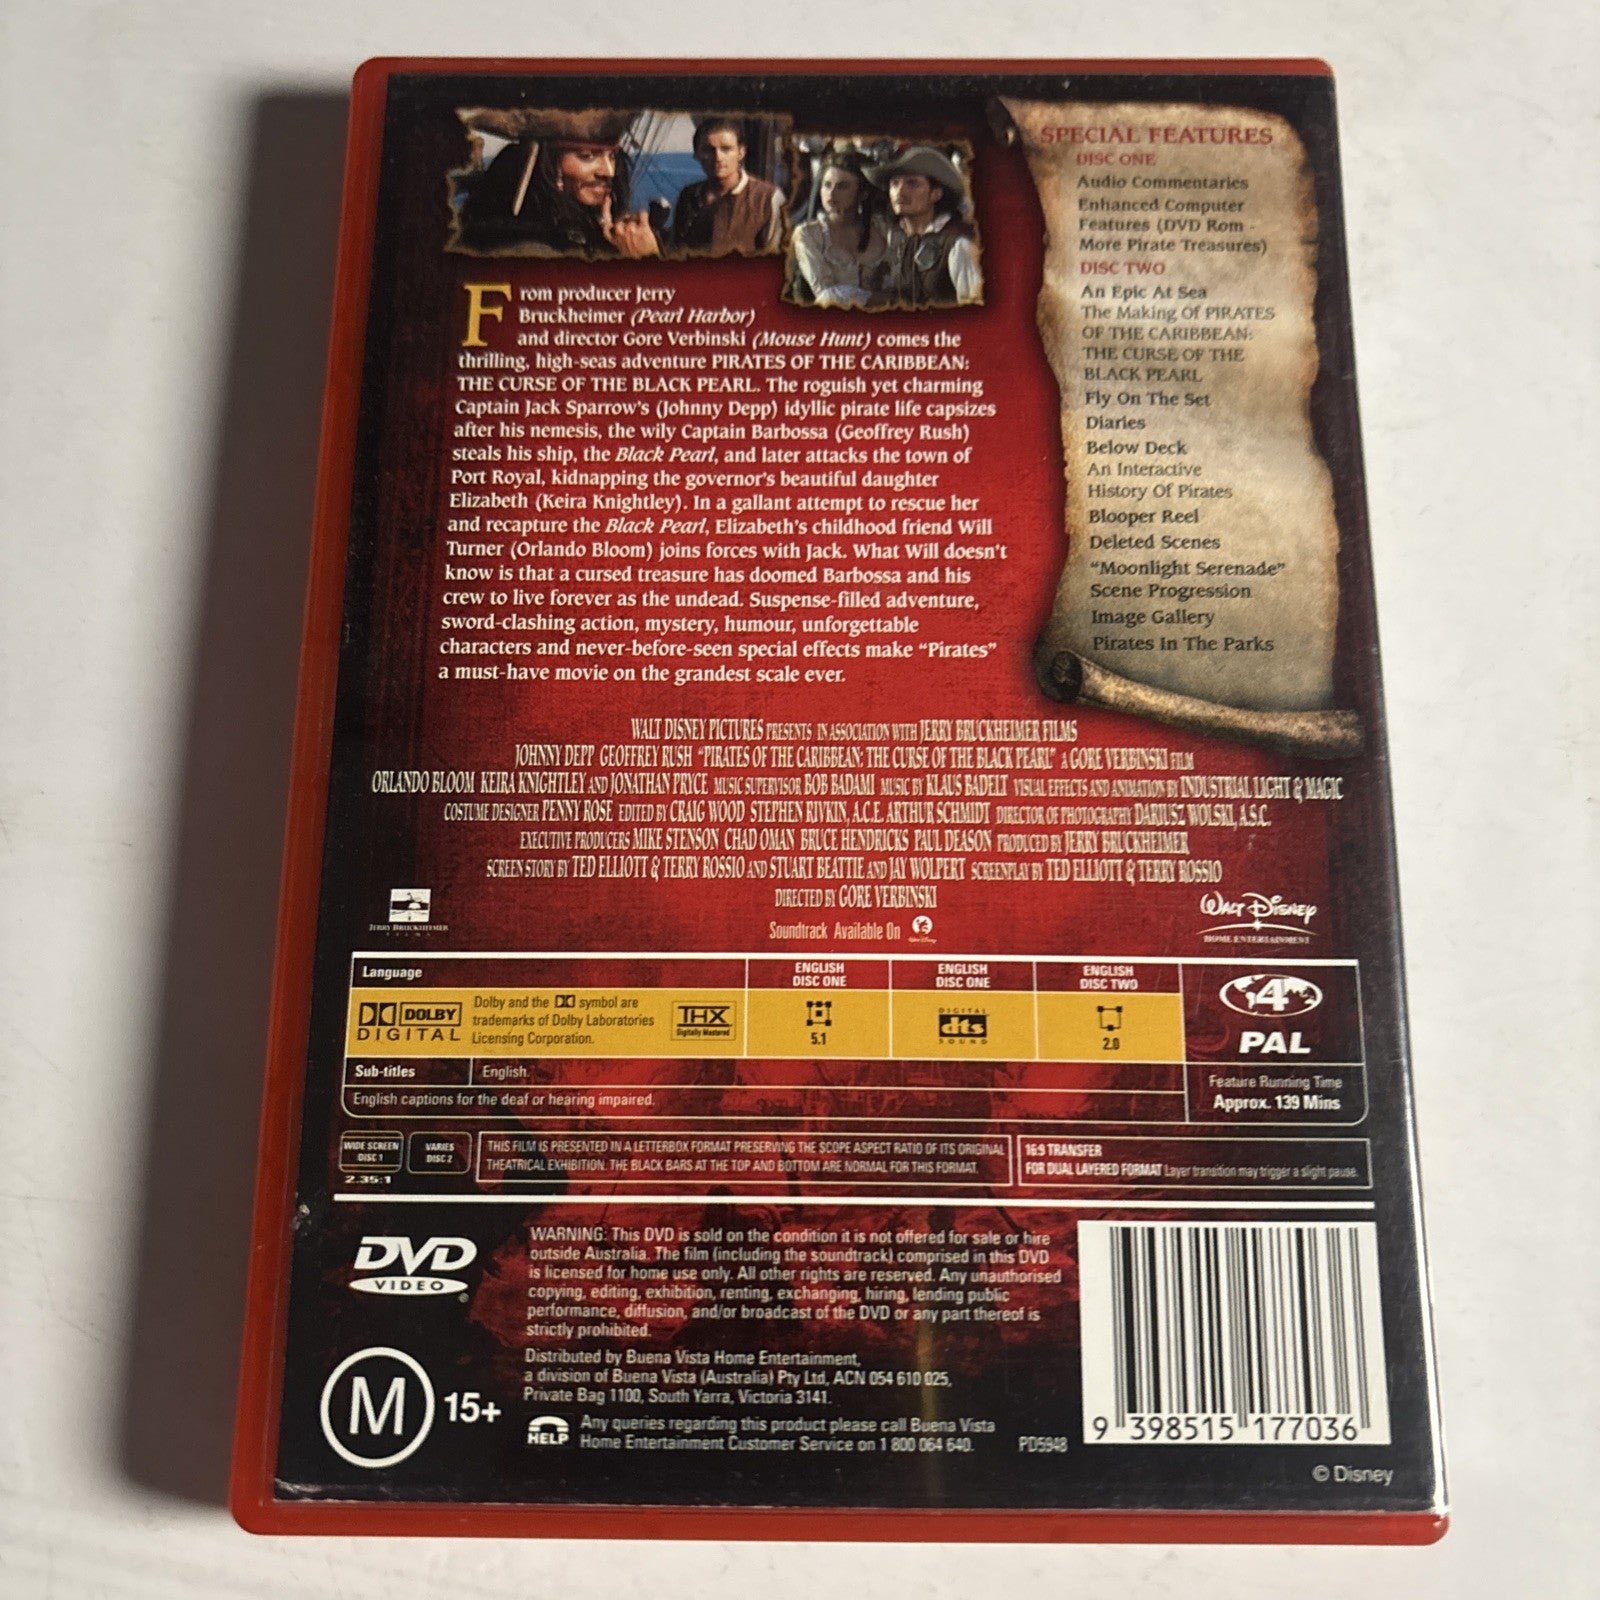 From producer Jerry
Bruckheimer (Pearl Harbor)
and director Gore Verbinski (Mouse Hunt) comes the
thrilling, high-seas adventure PIRATES OF THE CARIBBEAN:
THE CURSE OF THE BLACK PEARL. The roguish yet charming
Captain Jack Sparrow's (Johnny Depp) idyllic pirate life capsizes
after his nemesis, the wily Captain Barbossa (Geoffrey Rush)
steals his ship, the Black Pearl, and later attacks the town of
Port Royal, kidnapping the governor's beautiful daughter
Elizabeth (Keira Knightley). In a gallant attempt to rescue her
and recapture the Black Pearl, Elizabeth's childhood friend Will
Turner (Orlando Bloom) joins forces with Jack. What Will doesn't
know is that a cursed treasure has doomed Barbossa and his
crew to live forever as the undead. Suspense-filled adventure,
sword-clashing action, mystery, humour, unforgettable
characters and never-before-seen special effects make "Pirates"
a must-have movie on the grandest scale ever.
SPECIAL FEATURES
DISC ONE
Audio Commentaries
Enhanced Computer
Features (DVD Rom -
More Pirate Treasures)
DISC TWO
An Epic At Sea
The Making Of PIRATES
OF THE CARIBBEAN:
THE CURSE OF THE
BLACK PEARL
Fly On The Set
Diaries
Below Deck
An Interactive
History Of Pirates
Blooper Reel
Deleted Scenes
"Moonlight Serenade"
Scene Progression
Image Gallery
Pirates In The Parks
WALT DISNEY PICTURES PRESENTS IN ASSOCIATION WITH JERRY BRUCKHEIMER FILMS
JOHNNY DEPP GEOFFREY RUSH "PIRATES OF THE CARIBBEAN: THE CURSE OF THE BLACK PEARL" A GORE VERBINSKI FILM
ORLANDO BLOOM KEIRA KNIGHTLEY AND JONATHAN PRYCE MUSIC SUPERVISOR BOB BADAMI MUSIC BY KLAUS BADELT VISUAL EFFECTS AND ANIMATION BY INDUSTRIAL LIGHT & MAGIC
COSTUME DESIGNER PENNY ROSE EDITED BY CRAIG WOOD STEPHEN RIVKIN, A.C.E. ARTHUR SCHMIDT DIRECTOR OF PHOTOGRAPHY DARIUSZ WOLSKI, A.S.C.
EXECUTIVE PRODUCERS MIKE STENSON CHAD OMAN BRUCE HENDRICKS PAUL DEASON PRODUCED BY JERRY BRUCKHEIMER
SCREEN STORY BY TED ELLIOTT & TERRY ROSSIO AND STUART BEATTIE AND JAY WOLPERT SCREENPLAY BY TED ELLIOTT & TERRY ROSSIO
DIRECTED BY GORE VERBINSKI
JERRY BRUCKHEIMER
FILMS
Soundtrack Available On
WALT DISNEY
HOME ENTERTAINMENT
Language
ENGLISH
DISC ONE
ENGLISH
DISC ONE
ENGLISH
DISC TWO
DOLBY
DIGITAL
Dolby and the DD symbol are
trademarks of Dolby Laboratories
Licensing Corporation.
THX
Digitally Mastered
5.1
DIGITAL
dts
SOUND
2.0
4
PAL
Sub-titles
English.
English captions for the deaf or hearing impaired.
Feature Running Time
Approx. 139 Mins
WIDE SCREEN
DISC 1
2.35:1
VARIES
DISC 2
THIS FILM IS PRESENTED IN A LETTERBOX FORMAT PRESERVING THE SCOPE ASPECT RATIO OF ITS ORIGINAL
THEATRICAL EXHIBITION. THE BLACK BARS AT THE TOP AND BOTTOM ARE NORMAL FOR THIS FORMAT.
16:9 TRANSFER
FOR DUAL LAYERED FORMAT Layer transition may trigger a slight pause.
DVD
VIDEO
WARNING: This DVD is sold on the condition it is not offered for sale or hire
outside Australia. The film (including the soundtrack) comprised in this DVD
is licensed for home use only. All other rights are reserved. Any unauthorised
copying, editing, exhibition, renting, exchanging, hiring, lending public
performance, diffusion, and/or broadcast of the DVD or any part thereof is
strictly prohibited.
Distributed by Buena Vista Home Entertainment,
a division of Buena Vista (Australia) Pty Ltd, ACN 054 610 025,
Private Bag 1100, South Yarra, Victoria 3141.
M 15+
HELP
Any queries regarding this product please call Buena Vista
Home Entertainment Customer Service on 1 800 064 640.
PD5948
9 398515 177036
© Disney